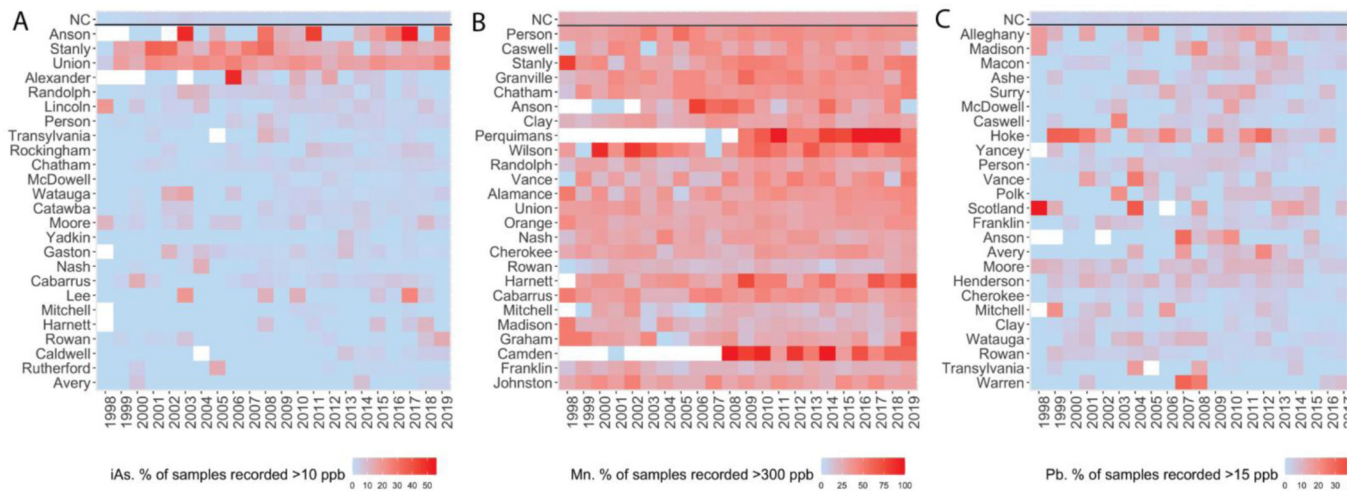 A
NC
Anson
Stanly
Union
Alexander
Randolph
Lincoln
Person
Transylvania
Rockingham
Chatham
McDowell
Watauga
Catawba
Moore
Yadkin
Gaston
Nash
Cabarrus
Lee
Mitchell
Harnett
Rowan
Caldwell
Rutherford
Avery
1998 1999 2000 2001 2002 2003 2004 2005 2006 2007 2008 2009 2010 2011 2012 2013 2014 2015 2016 2017 2018 2019
iAs. % of samples recorded >10 ppb
0 10 20 30 40 50
B
NC
Person
Caswell
Stanly
Granville
Chatham
Anson
Clay
Perquimans
Wilson
Randolph
Vance
Alamance
Union
Orange
Nash
Cherokee
Rowan
Harnett
Cabarrus
Mitchell
Madison
Graham
Camden
Franklin
Johnston
1998 1999 2000 2001 2002 2003 2004 2005 2006 2007 2008 2009 2010 2011 2012 2013 2014 2015 2016 2017 2018 2019
Mn. % of samples recorded >300 ppb
0 25 50 75 100
C
NC
Alleghany
Madison
Macon
Ashe
Surry
McDowell
Caswell
Hoke
Yancey
Person
Vance
Polk
Scotland
Franklin
Anson
Avery
Moore
Henderson
Cherokee
Mitchell
Clay
Watauga
Rowan
Transylvania
Warren
1998 1999 2000 2001 2002 2003 2004 2005 2006 2007 2008 2009 2010 2011 2012 2013 2014 2015 2016
Pb. % of samples recorded >15 ppb
0 10 20 30